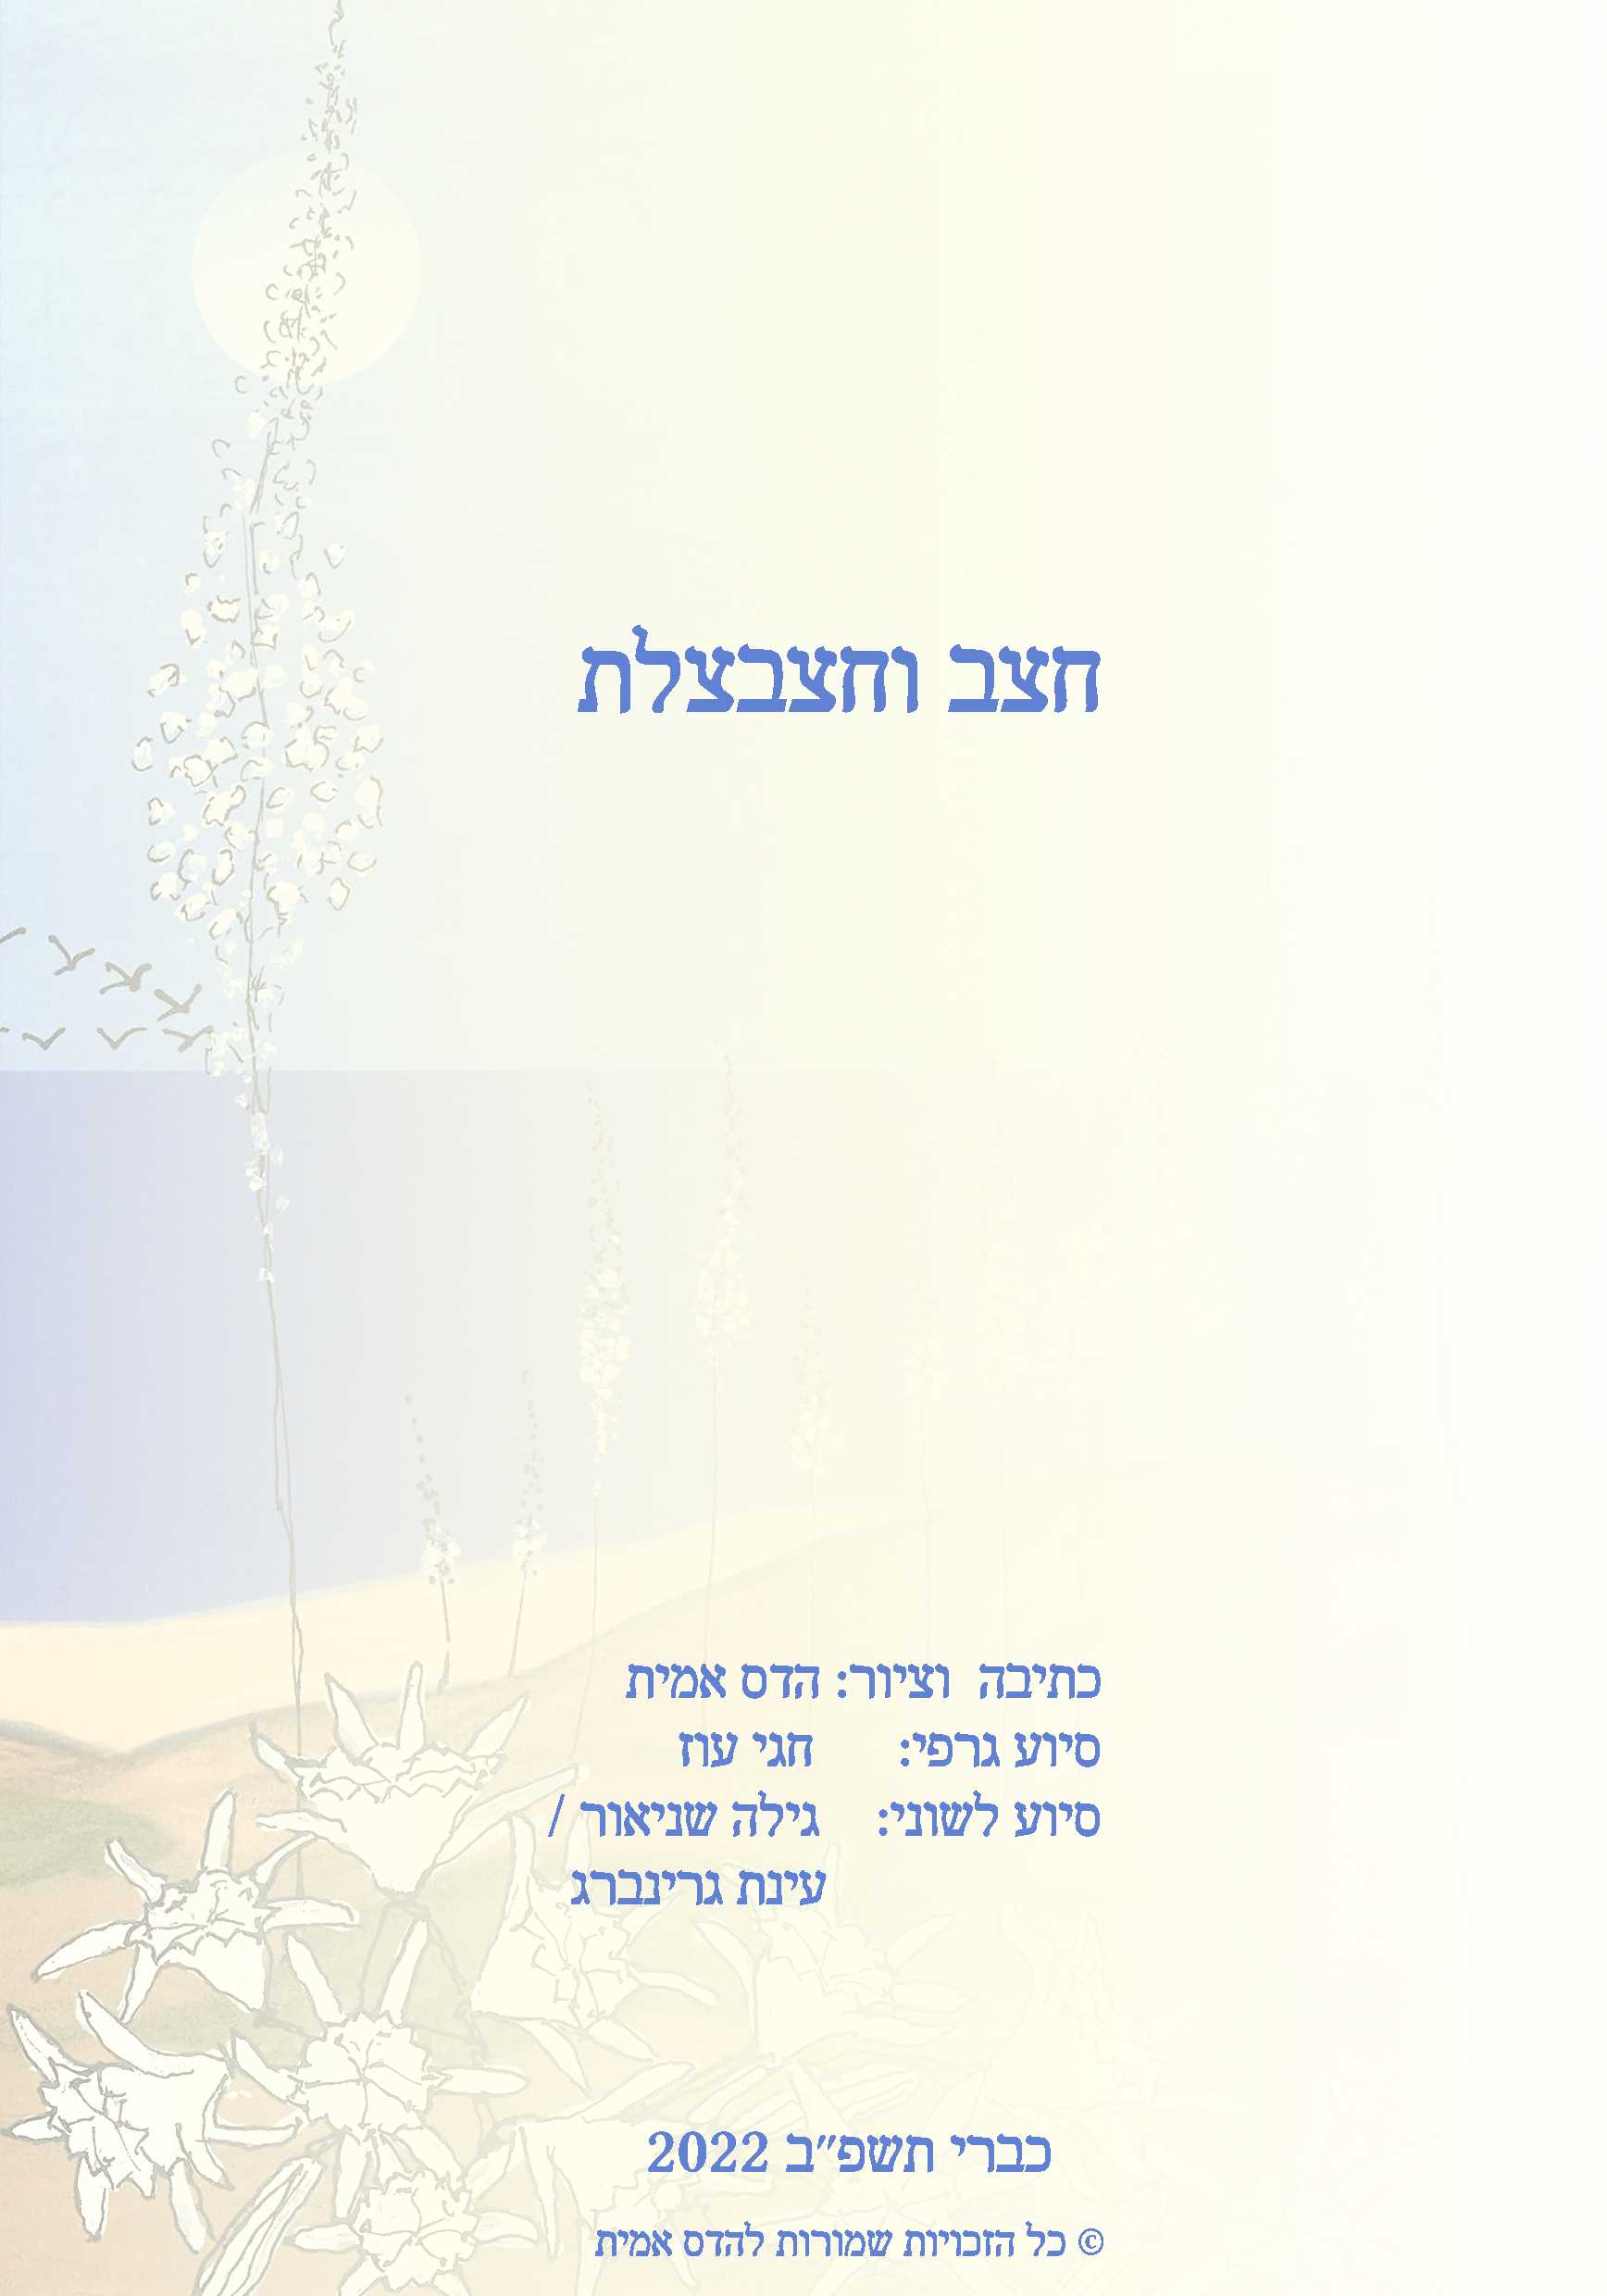 חצב וחצבצלת
כתיבה וציור: הדס אמית
סיוע גרפי: חגי עוז
סיוע לשוני: גילה שניאור /
עינת גרינברג
כברי תשפ״ב 2022
© כל הזכויות שמורות להדס אמית